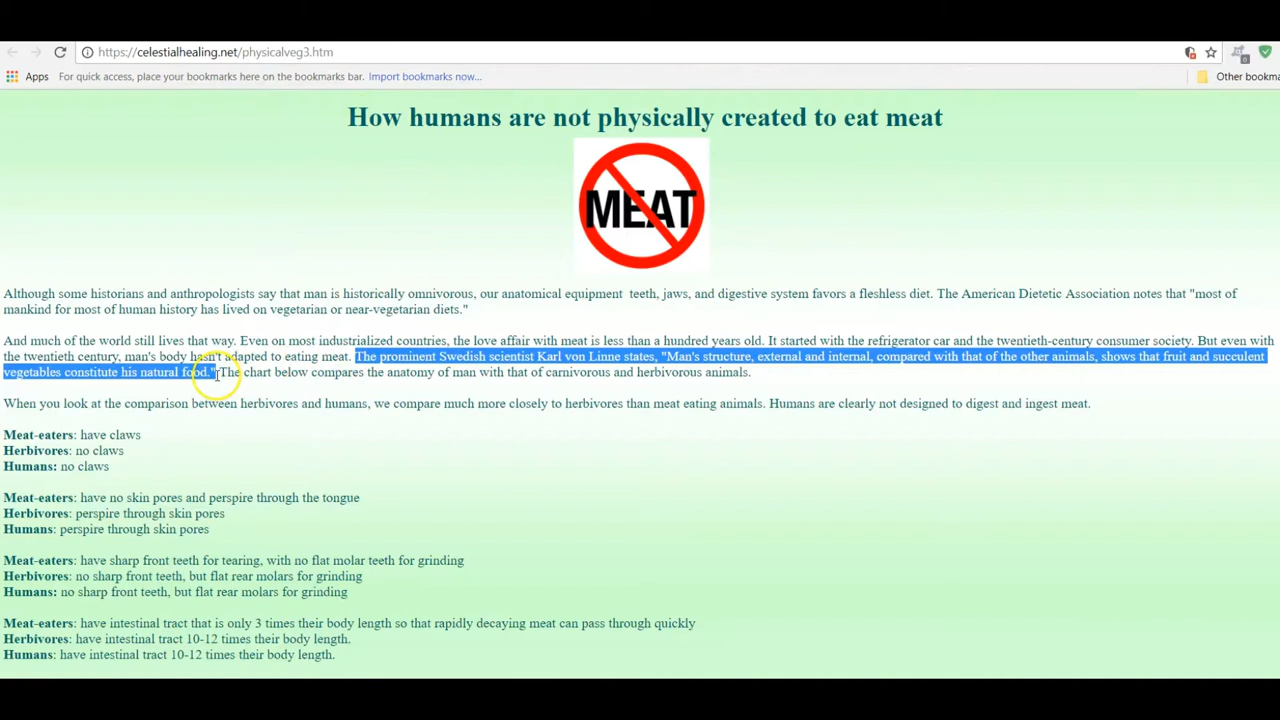 https://celestialhealing.net/physicalveg3.htm
Apps For quick access, place your bookmarks here on the bookmarks bar. Import bookmarks now... Other bookma
How humans are not physically created to eat meat
MEAT
Although some historians and anthropologists say that man is historically omnivorous, our anatomical equipment  teeth, jaws, and digestive system favors a fleshless diet. The American Dietetic Association notes that "most of
mankind for most of human history has lived on vegetarian or near-vegetarian diets."
And much of the world still lives that way. Even on most industrialized countries, the love affair with meat is less than a hundred years old. It started with the refrigerator car and the twentieth-century consumer society. But even with
the twentieth century, man's body hasn't adapted to eating meat. The prominent Swedish scientist Karl von Linne states, "Man's structure, external and internal, compared with that of the other animals, shows that fruit and succulent
vegetables constitute his natural food." The chart below compares the anatomy of man with that of carnivorous and herbivorous animals.
When you look at the comparison between herbivores and humans, we compare much more closely to herbivores than meat eating animals. Humans are clearly not designed to digest and ingest meat.
Meat-eaters: have claws
Herbivores: no claws
Humans: no claws
Meat-eaters: have no skin pores and perspire through the tongue
Herbivores: perspire through skin pores
Humans: perspire through skin pores
Meat-eaters: have sharp front teeth for tearing, with no flat molar teeth for grinding
Herbivores: no sharp front teeth, but flat rear molars for grinding
Humans: no sharp front teeth, but flat rear molars for grinding
Meat-eaters: have intestinal tract that is only 3 times their body length so that rapidly decaying meat can pass through quickly
Herbivores: have intestinal tract 10-12 times their body length.
Humans: have intestinal tract 10-12 times their body length.